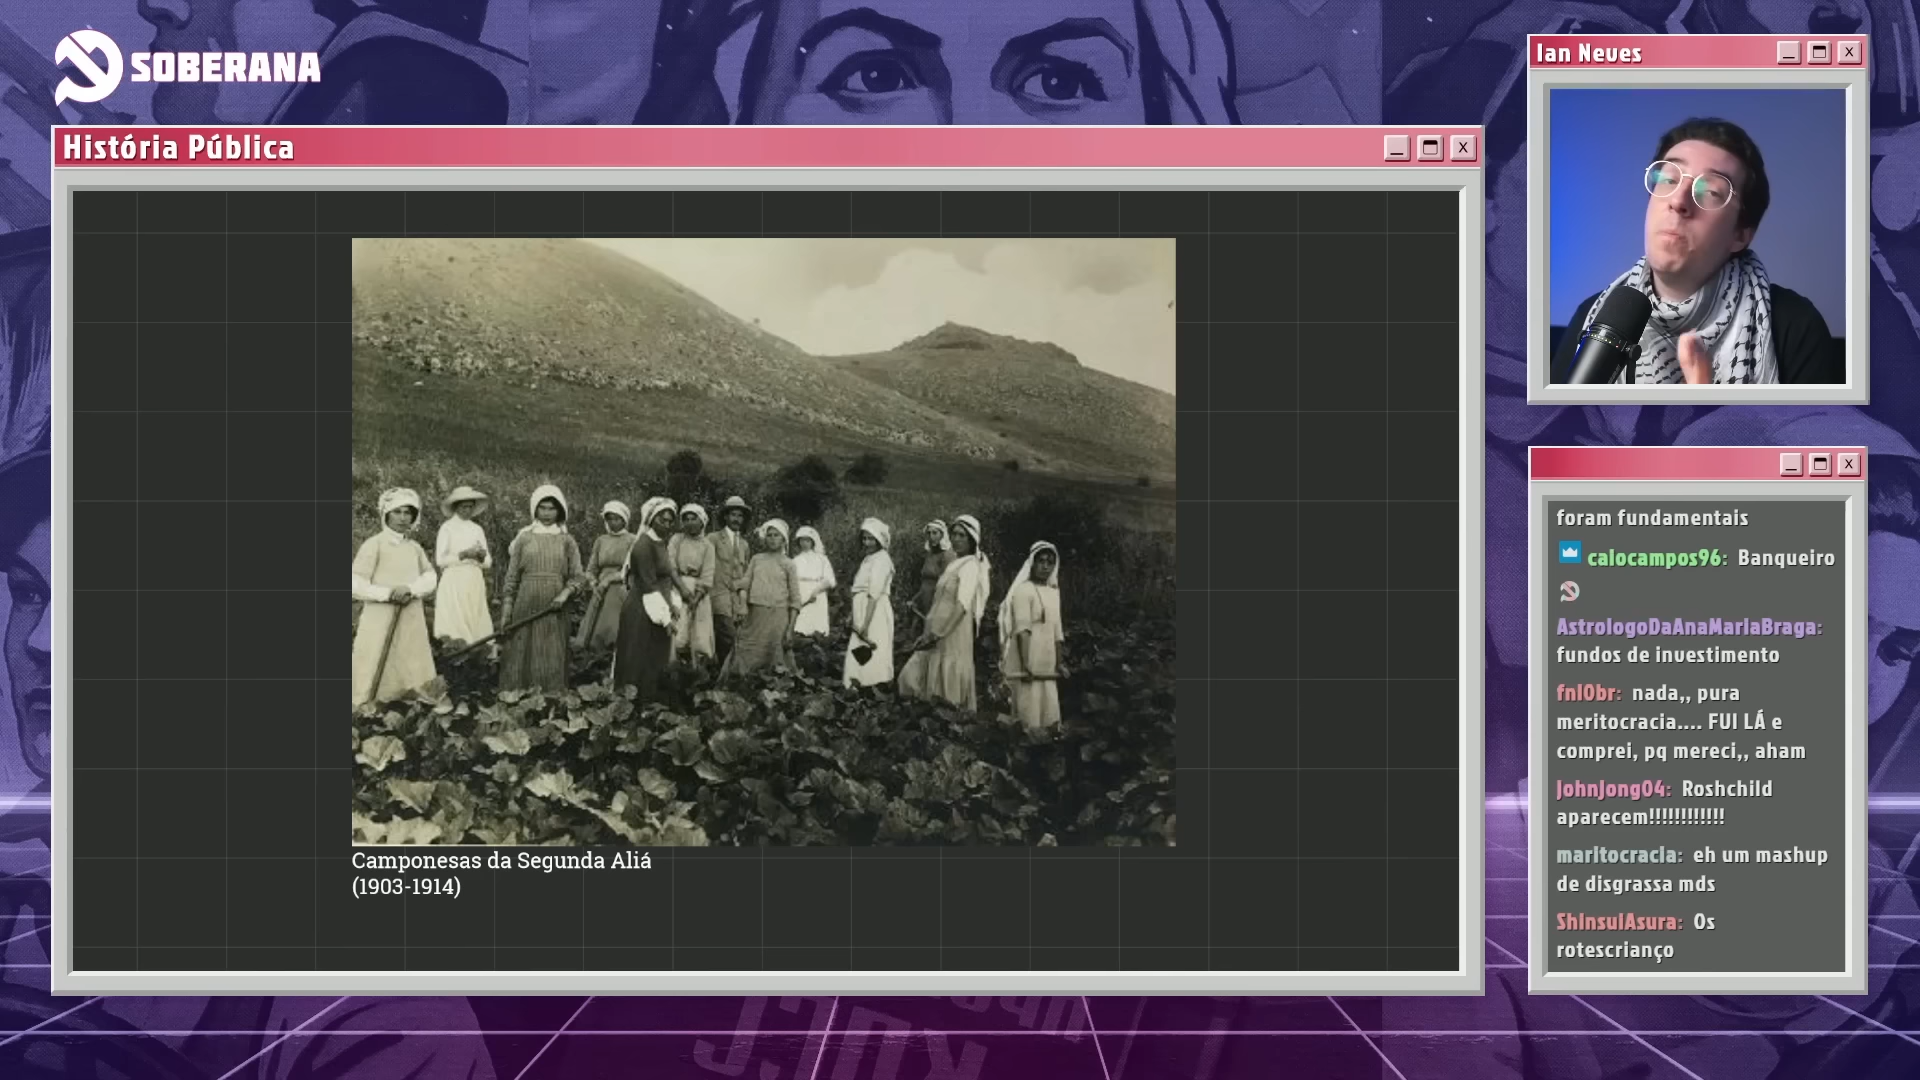 SOBERANA
História Pública
Camponesas da Segunda Aliá
(1903-1914)
Ian Neves
foram fundamentais
calocampos96: Banqueiro
AstrologoDaAnaMariaBraga:
fundos de investimento
fnl0br: nada,, pura
meritocracia.... FUI LÁ e
comprei, pq mereci,, aham
JohnJong04: Roshchild
aparecem!!!!!!!!!!!!
maritocracia: eh um mashup
de disgrassa mds
ShinsuiAsura: Os
rotescrianço